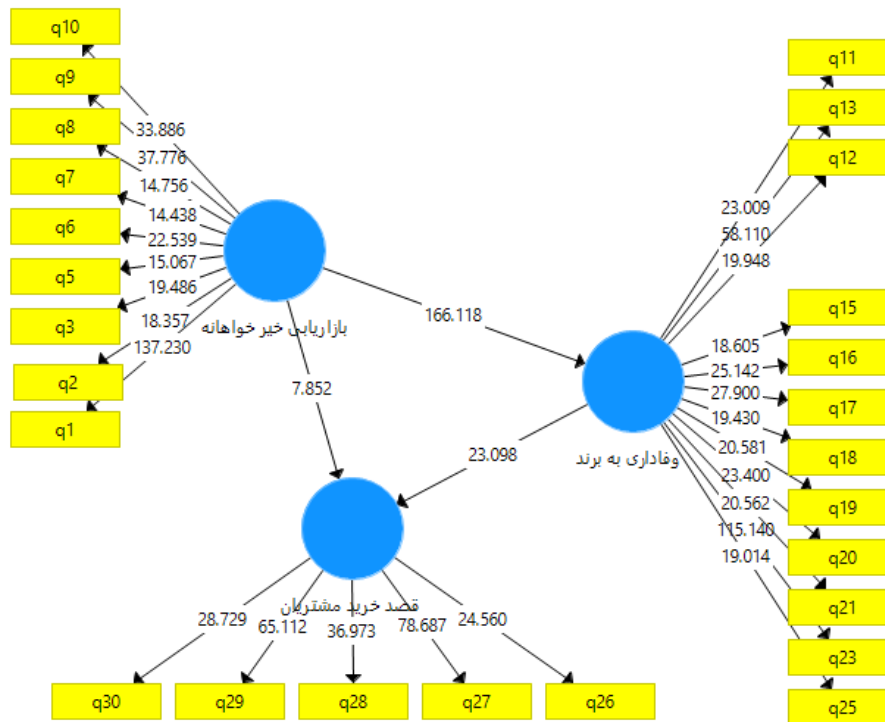 q10
q9
q8
q7
q6
q5
q3
q2
q1
33.886
37.776
14.756
14.438
22.539
15.067
19.486
18.357
137.230
بازاریابی خیر خواهانه
166.118
7.852
23.098
وفاداری به برند
q11
q13
q12
23.009
58.110
19.948
q15
q16
q17
q18
q19
q20
q21
q23
q25
18.605
25.142
27.900
19.430
20.581
23.400
20.562
115.140
19.014
قصد خرید مشتریان
28.729
65.112
36.973
78.687
24.560
q30
q29
q28
q27
q26